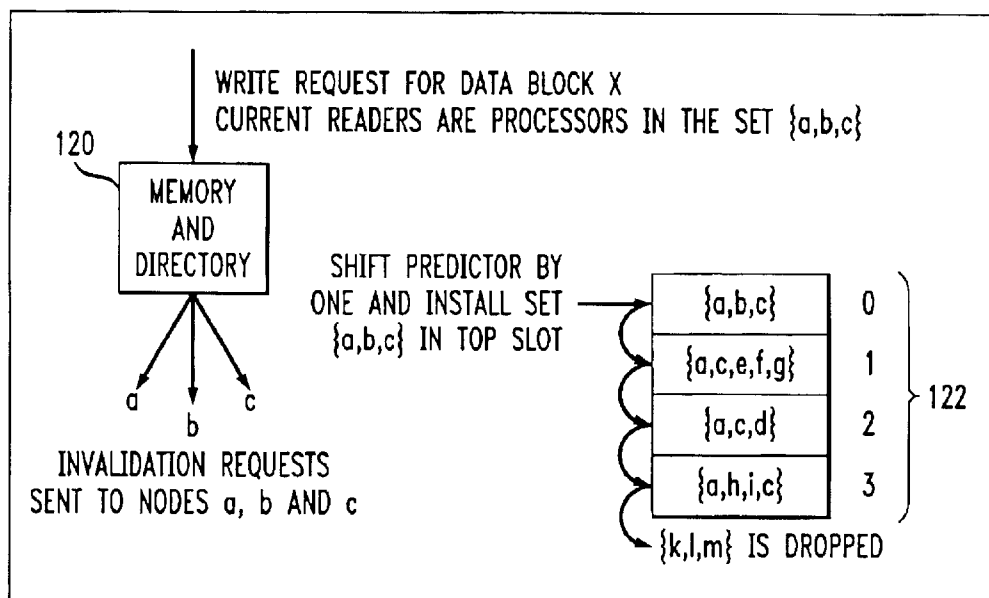 WRITE REQUEST FOR DATA BLOCK X
CURRENT READERS ARE PROCESSORS IN THE SET {a,b,c}
120
MEMORY
AND
DIRECTORY
a
b
c
INVALIDATION REQUESTS
SENT TO NODES a, b AND c
SHIFT PREDICTOR BY
ONE AND INSTALL SET
{a,b,c} IN TOP SLOT
{a,b,c} 0
{a,c,e,f,g} 1
{a,c,d} 2
{a,h,i,c} 3
122
{k,l,m} IS DROPPED